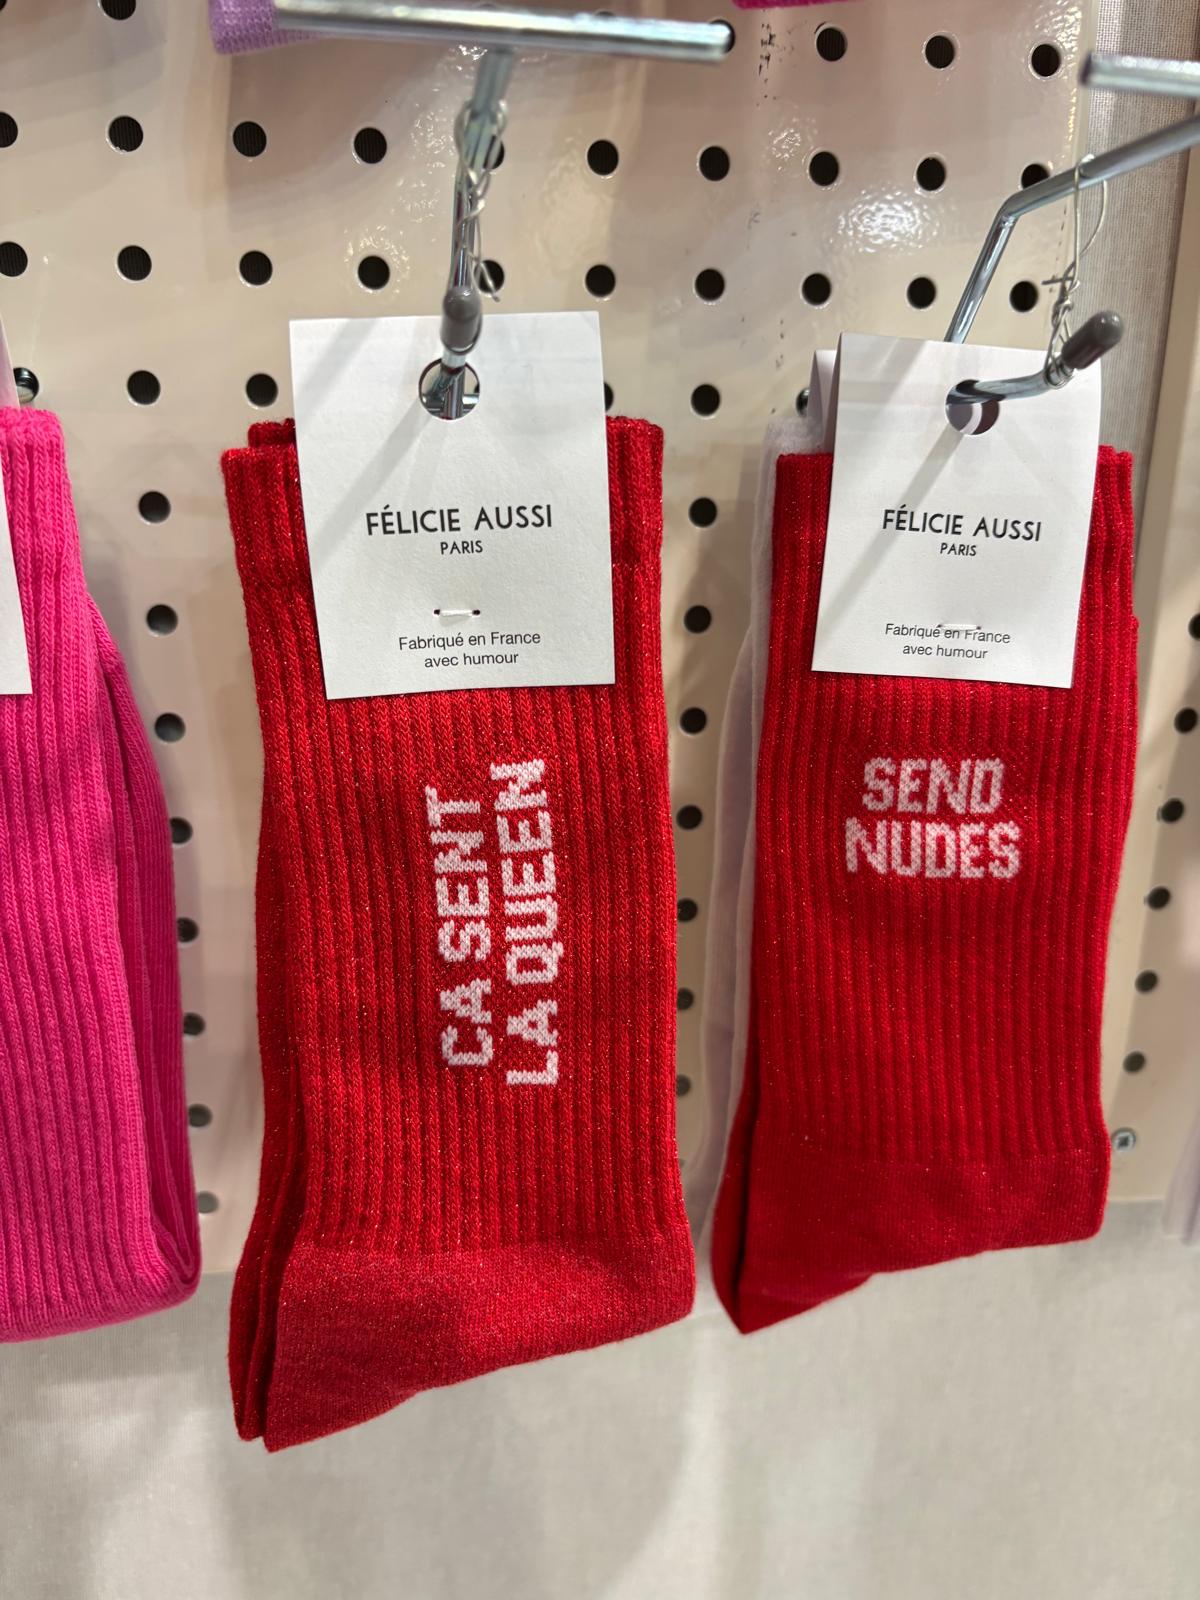 FÉLICIE AUSSI
PARIS
Fabriqué en France
avec humour
CA SENT
LA QUEEN
FÉLICIE AUSSI
PARIS
Fabriqué en France
avec humour
SEND
NUDES